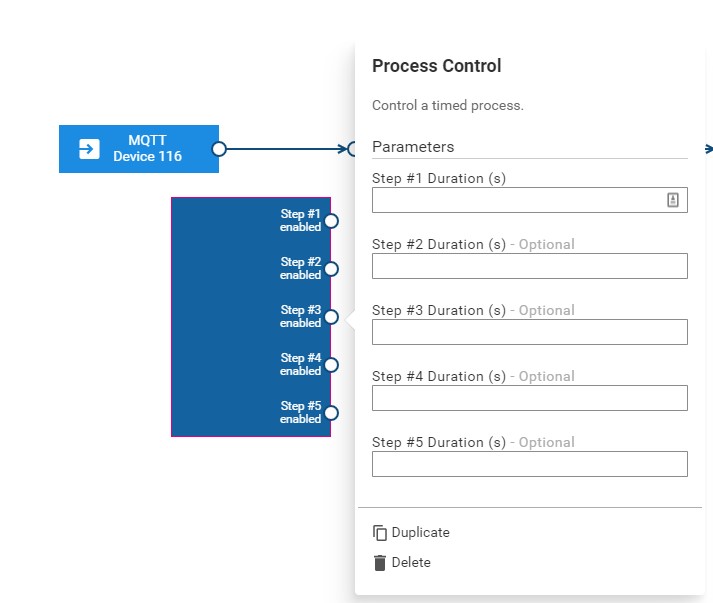 MQTT
Device 116
Step #1
enabled
Step #2
enabled
Step #3
enabled
Step #4
enabled
Step #5
enabled
Process Control
Control a timed process.
Parameters
Step #1 Duration (s)
Step #2 Duration (s) - Optional
Step #3 Duration (s) - Optional
Step #4 Duration (s) - Optional
Step #5 Duration (s) - Optional
Duplicate
Delete